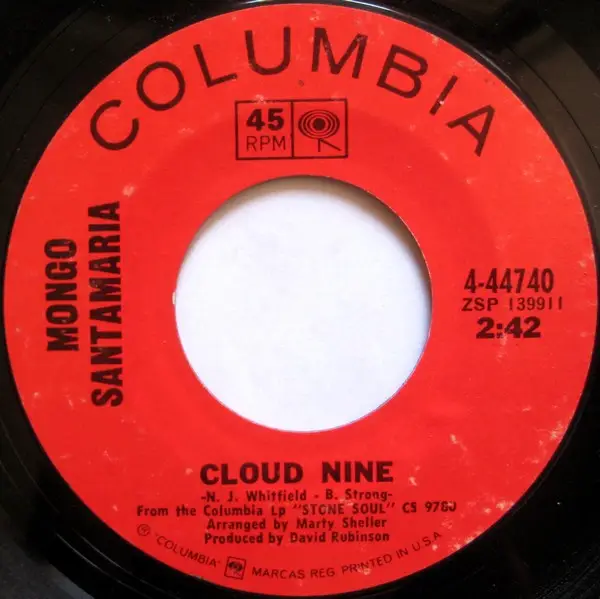 COLUMBIA
45
RPM
MONGO
SANTAMARIA
4-44740
ZSP 139911
2:42
CLOUD NINE
-N. J. Whitfield - B. Strong-
From the Columbia Lp "STONE SOUL" CS 9780
Arranged by Marty Sheller
Produced by David Rubinson
℗ "COLUMBIA" MARCAS REG. PRINTED IN U.S.A.